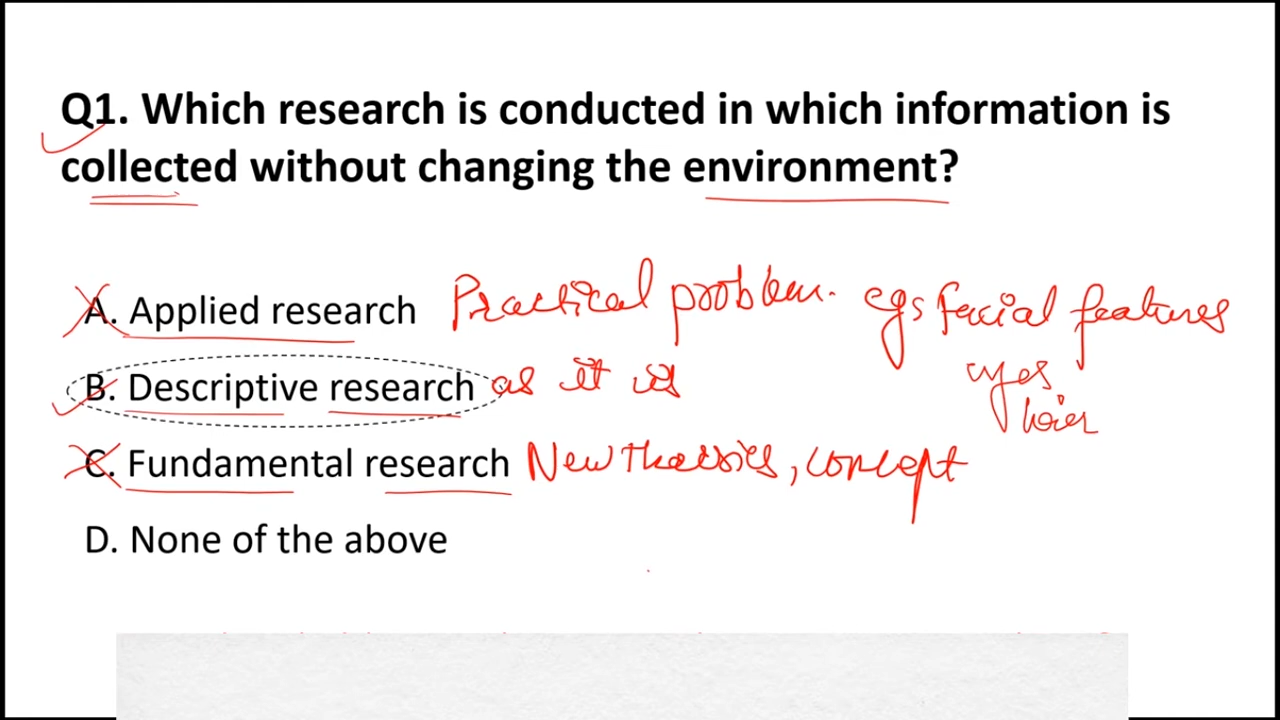 Q1. Which research is conducted in which information is
collected without changing the environment?
A. Applied research Practical problem. egs Facial features
eyes
B. Descriptive research as it is
hair
C. Fundamental research New Theories, concept
D. None of the above